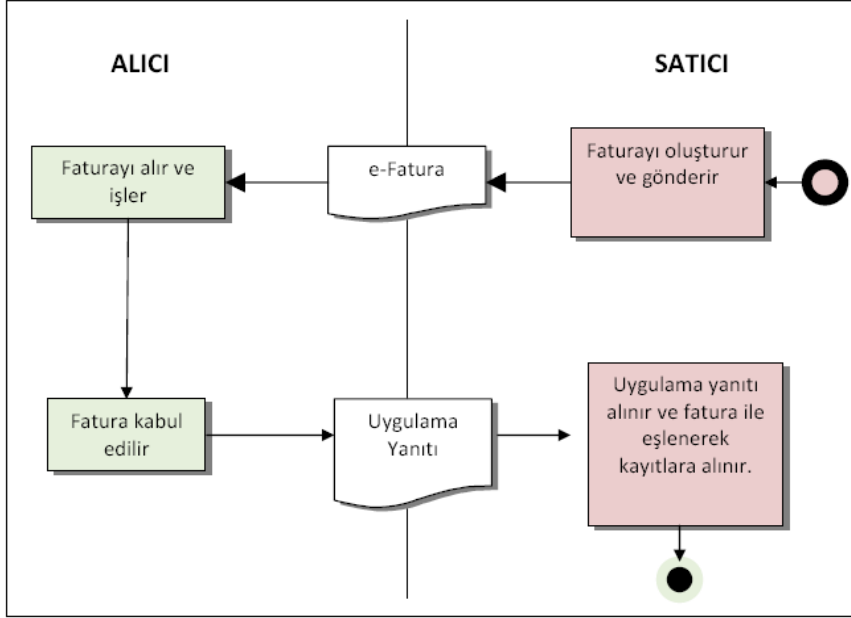 ALICI
SATICI
Faturayı alır ve
işler
e-Fatura
Faturayı oluşturur
ve gönderir
Fatura kabul
edilir
Uygulama
Yanıtı
Uygulama yanıtı
alınır ve fatura ile
eşlenerek
kayıtlara alınır.